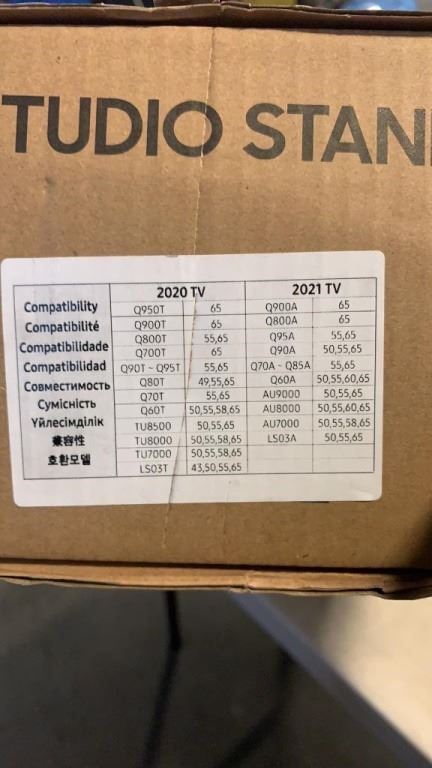 TUDIO STAN
2020 TV 2021 TV
Compatibility
Compatibilité
Compatibilidade
Compatibilidad
Совместимость
Сумісність
Үйлесімділік
兼容性
호환모델
Q950T 65 Q900A 65
Q900T 65 Q800A 65
Q800T 55,65 Q95A 55,65
Q700T 65 Q90A 50,55,65
Q90T ~ Q95T 55,65 Q70A ~ Q85A 55,65
Q80T 49,55,65 Q60A 50,55,60,65
Q70T 55,65 AU9000 50,55,65
Q60T 50,55,58,65 AU8000 50,55,60,65
TU8500 50,55,65 AU7000 50,55,58,65
TU8000 50,55,58,65 LS03A 50,55,65
TU7000 50,55,58,65
LS03T 43,50,55,65